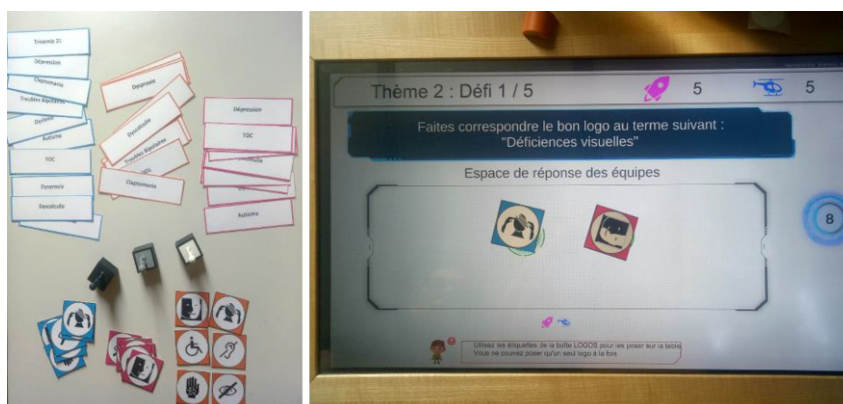 Trisomie 21
Dépression
Cleptomanie
Troubles Bipolaires
Autisme
TOC
Dyspraxie
Dyscalculie
Dyspraxie
Dyscalculie
Troubles Bipolaires
Cleptomanie
Dépression
TOC
Autisme
Thème 2 : Défi 1 / 5
5
5
Faites correspondre le bon logo au terme suivant :
"Déficiences visuelles"
Espace de réponse des équipes
8
Utilisez les étiquettes de la boîte LOGOS pour les poser sur la table.
Vous ne pouvez poser qu'un seul logo à la fois.